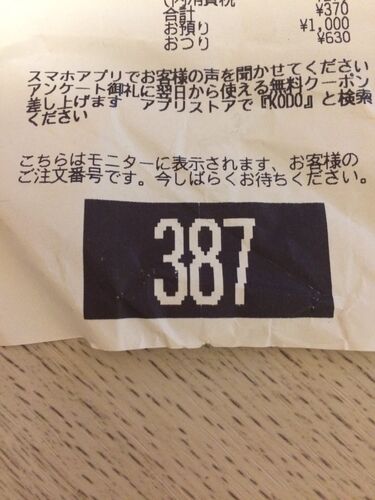 (内消費税
合計 ¥370
お預り ¥1,000
おつり ¥630
スマホアプリでお客様の声を聞かせてください
アンケート御礼に翌日から使える無料クーポン
差し上げます アプリストアで『KODO』と検索
ください
こちらはモニターに表示されます、お客様の
ご注文番号です。今しばらくお待ちください。
387